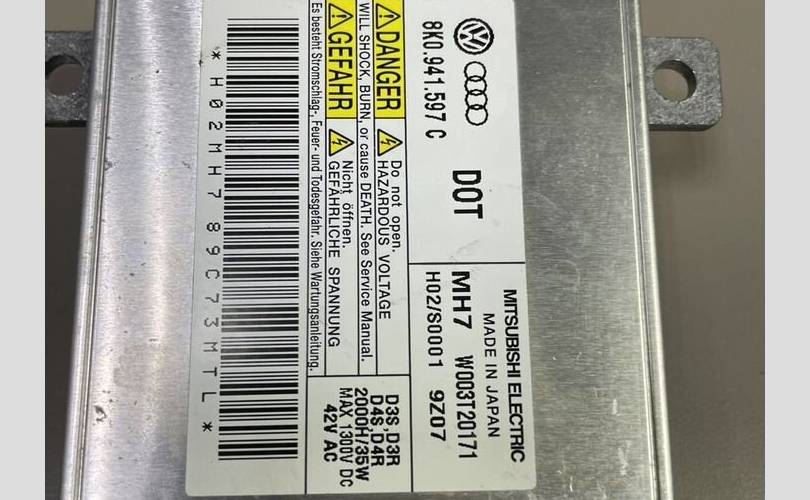 8K0.941.597 C
DOT
MITSUBISHI ELECTRIC
MADE IN JAPAN
MH7 W003T20171
H02/S0001 9Z07
DANGER
Do not open.
HAZARDOUS VOLTAGE
WILL SHOCK, BURN, or cause DEATH. See Service Manual.
GEFAHR
Nicht öffnen.
GEFÄHRLICHE SPANNUNG
Es besteht Stromschlag-, Feuer- und Todesgefahr. Siehe Wartungsanleitung.
D3S,D3R
D4S,D4R
2000H/35W
MAX 1300V DC
42V AC
*H02MH789C73MTL*